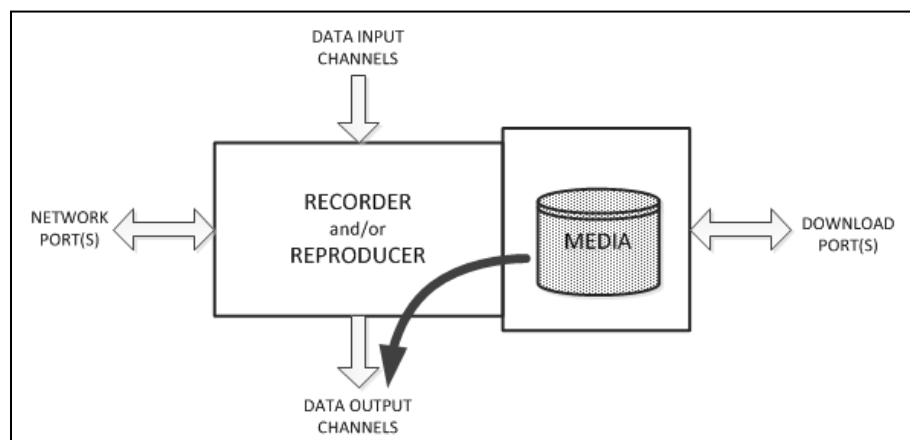 DATA INPUT
CHANNELS
NETWORK
PORT(S)
RECORDER
and/or
REPRODUCER
MEDIA
DOWNLOAD
PORT(S)
DATA OUTPUT
CHANNELS